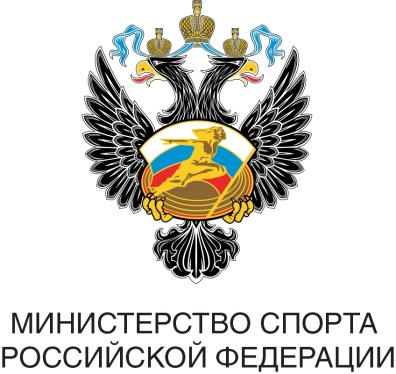 МИНИСТЕРСТВО СПОРТА
РОССИЙСКОЙ ФЕДЕРАЦИИ